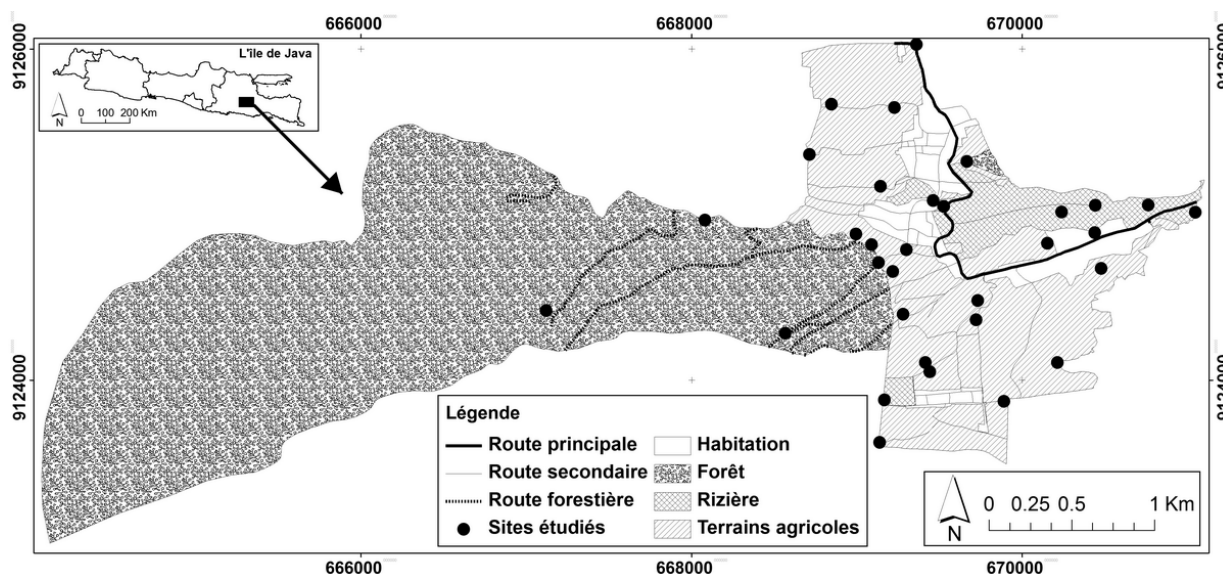 666000
668000
670000
9126000
9126000
L'île de Java
0 100 200 Km
N
9124000
9124000
Légende
Route principale
Habitation
Route secondaire
Forêt
Route forestière
Rizière
Sites étudiés
Terrains agricoles
0 0.25 0.5 1 Km
N
666000
668000
670000